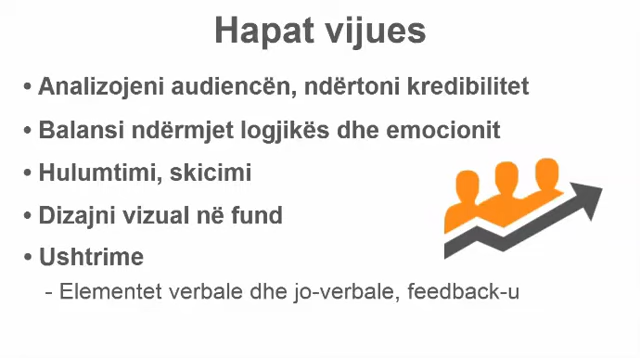 Hapat vijues
• Analizojeni audiencën, ndërtoni kredibilitet
• Balansi ndërmjet logjikës dhe emocionit
• Hulumtimi, skicimi
• Dizajni vizual në fund
• Ushtrime
- Elementet verbale dhe jo-verbale, feedback-u